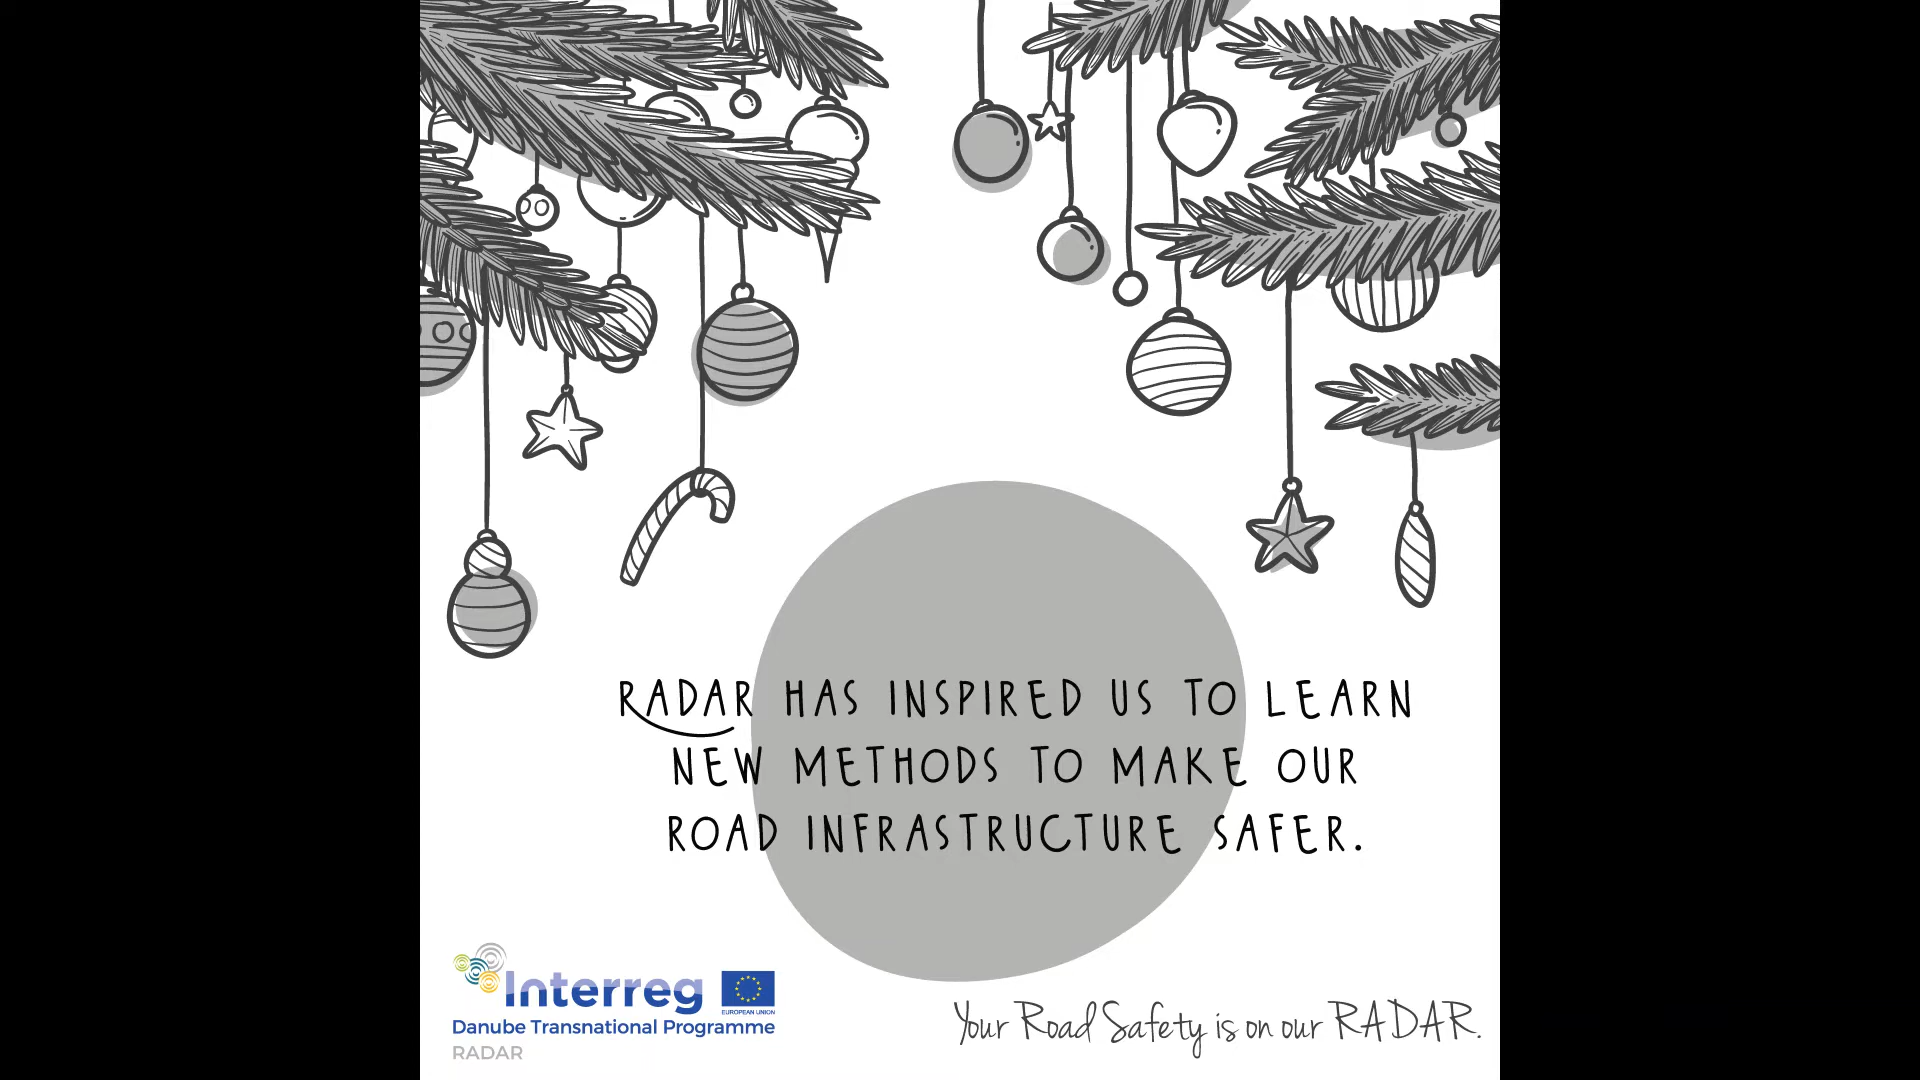 RADAR HAS INSPIRED US TO LEARN
NEW METHODS TO MAKE OUR
ROAD INFRASTRUCTURE SAFER.
Interreg
EUROPEAN UNION
Danube Transnational Programme
RADAR
Your Road Safety is on our RADAR.